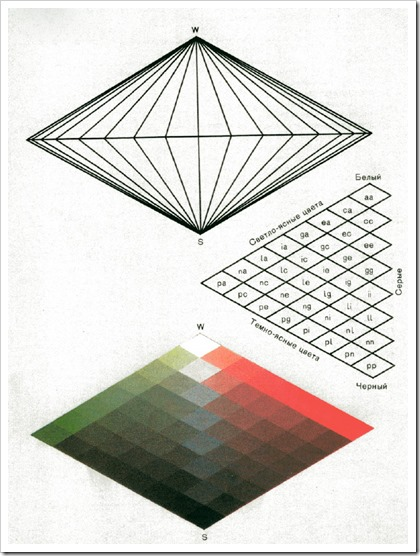 W
S
Белый
aa
ca
ea cc
Светло-ясные цвета
ga ec
ia gc ee
la ic ge
na lc ie gg
Серые
pa nc le ig
pc ne lg ii
pe ng li
pg ni ll
Темно-ясные цвета
pi nl
pl nn
pn
pp
Черный
W
S